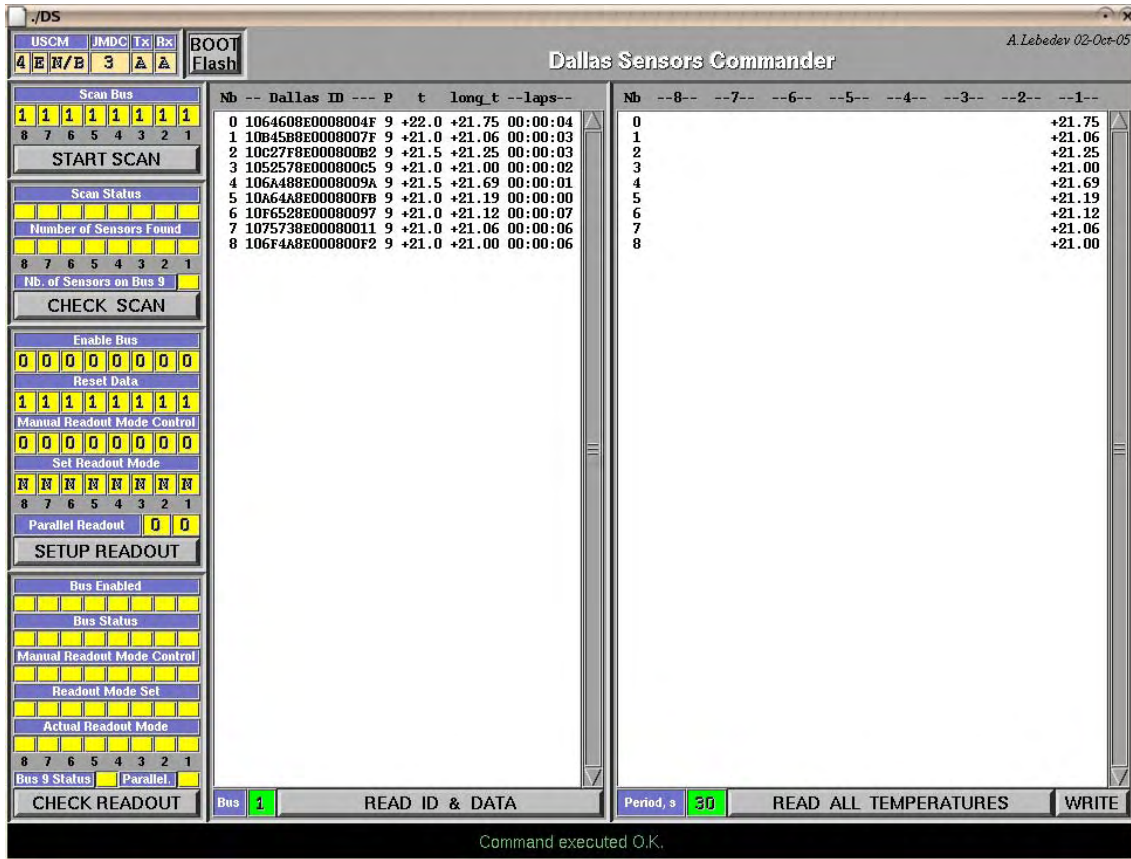 ./DS
USCM JMDC Tx Rx
4 E N/B 3 A A
BOOT
Flash
Dallas Sensors Commander
A.Lebedev 02-Oct-05
Scan Bus
1 1 1 1 1 1 1 1
8 7 6 5 4 3 2 1
START SCAN
Scan Status
Number of Sensors Found
8 7 6 5 4 3 2 1
Nb. of Sensors on Bus 9
CHECK SCAN
Enable Bus
0 0 0 0 0 0 0 0
Reset Data
1 1 1 1 1 1 1 1
Manual Readout Mode Control
0 0 0 0 0 0 0 0
Set Readout Mode
N N N N N N N N
8 7 6 5 4 3 2 1
Parallel Readout 0 0
SETUP READOUT
Bus Enabled
Bus Status
Manual Readout Mode Control
Readout Mode Set
Actual Readout Mode
8 7 6 5 4 3 2 1
Bus 9 Status Parallel.
CHECK READOUT
Nb -- Dallas ID --- P t long_t --laps--
0 1064608E0008004F 9 +22.0 +21.75 00:00:04
1 10B45B8E0008007F 9 +21.0 +21.06 00:00:03
2 10C27F8E000800B2 9 +21.5 +21.25 00:00:03
3 1052578E000800C5 9 +21.0 +21.00 00:00:02
4 106A488E0008009A 9 +21.5 +21.69 00:00:01
5 10A64A8E000800FB 9 +21.0 +21.19 00:00:00
6 10F6528E00080097 9 +21.0 +21.12 00:00:07
7 1075738E00080011 9 +21.0 +21.06 00:00:06
8 106F4A8E000800F2 9 +21.0 +21.00 00:00:06
Bus 1 READ ID & DATA
Nb --8-- --7-- --6-- --5-- --4-- --3-- --2-- --1--
0 +21.75
1 +21.06
2 +21.25
3 +21.00
4 +21.69
5 +21.19
6 +21.12
7 +21.06
8 +21.00
Period, s 30 READ ALL TEMPERATURES WRITE
Command executed O.K.